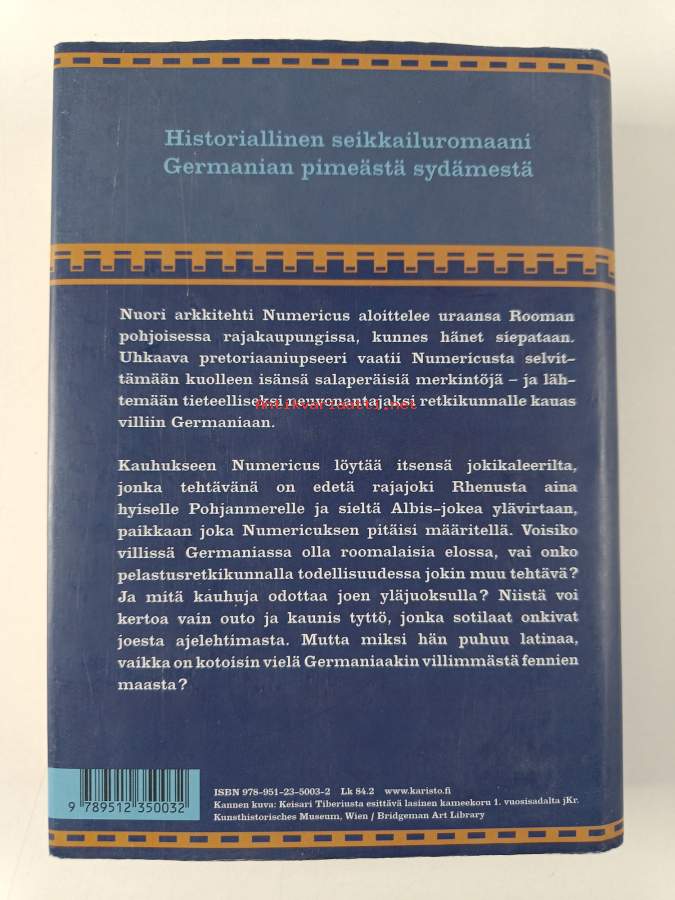 Historiallinen seikkailuromaani
Germanian pimeästä sydämestä
Nuori arkkitehti Numericus aloittelee uraansa Rooman
pohjoisessa rajakaupungissa, kunnes hänet siepataan.
Uhkaava pretoriaaniupseeri vaatii Numericusta selvit-
tämään kuolleen isänsä salaperäisiä merkintöjä – ja läh-
temään tieteelliseksi neuvonantajaksi retkikunnalle kauas
Antikvariaatti.net
villiin Germaniaan.
Kauhukseen Numericus löytää itsensä jokikaleerilta,
jonka tehtävänä on edetä rajajoki Rhenusta aina
hyiselle Pohjanmerelle ja sieltä Albis-jokea ylävirtaan,
paikkaan joka Numericuksen pitäisi määritellä. Voisiko
villissä Germaniassa olla roomalaisia elossa, vai onko
pelastusretkikunnalla todellisuudessa jokin muu tehtävä?
Ja mitä kauhuja odottaa joen yläjuoksulla? Niistä voi
kertoa vain outo ja kaunis tyttö, jonka sotilaat onkivat
joesta ajelehtimasta. Mutta miksi hän puhuu latinaa,
vaikka on kotoisin vielä Germaniaakin villimmästä fennien
maasta?
ISBN 978-951-23-5003-2 Lk 84.2 www.karisto.fi
Kannen kuva: Keisari Tiberiusta esittävä lasinen kameekoru 1. vuosisadalta jKr.
Kunsthistorisches Museum, Wien / Bridgeman Art Library
9 789512 350032